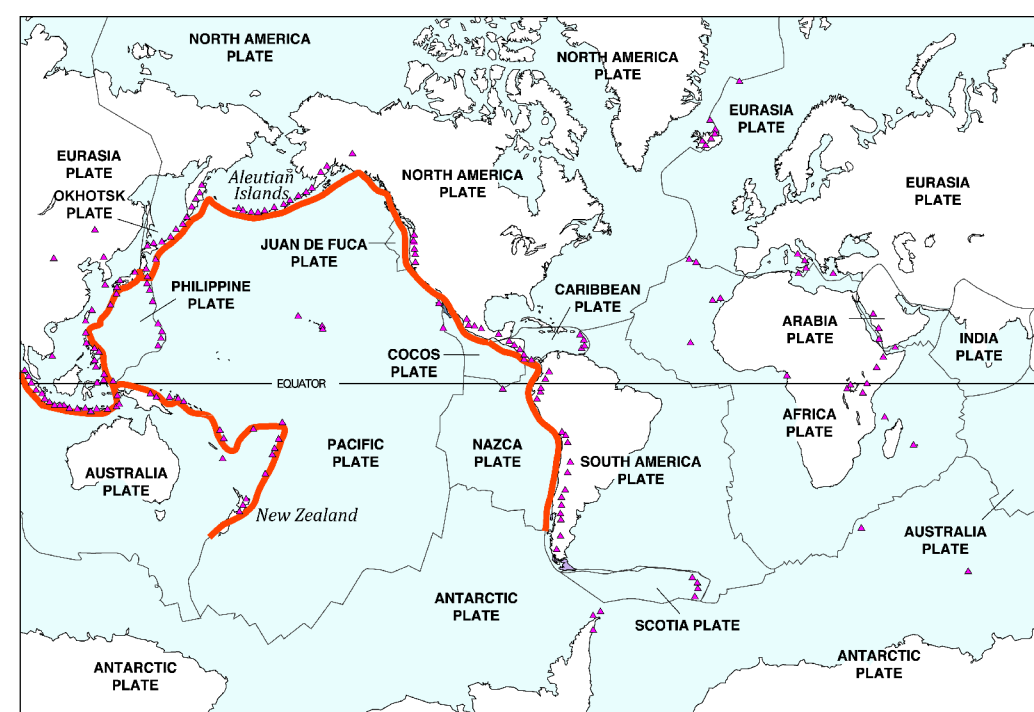 NORTH AMERICA
PLATE
NORTH AMERICA
PLATE
EURASIA
PLATE
EURASIA
PLATE
OKHOTSK
PLATE
Aleutian
Islands
NORTH AMERICA
PLATE
EURASIA
PLATE
JUAN DE FUCA
PLATE
PHILIPPINE
PLATE
CARIBBEAN
PLATE
ARABIA
PLATE
INDIA
PLATE
COCOS
PLATE
EQUATOR
AFRICA
PLATE
PACIFIC
PLATE
NAZCA
PLATE
SOUTH AMERICA
PLATE
AUSTRALIA
PLATE
New Zealand
AUSTRALIA
PLATE
ANTARCTIC
PLATE
SCOTIA PLATE
ANTARCTIC
PLATE
ANTARCTIC
PLATE